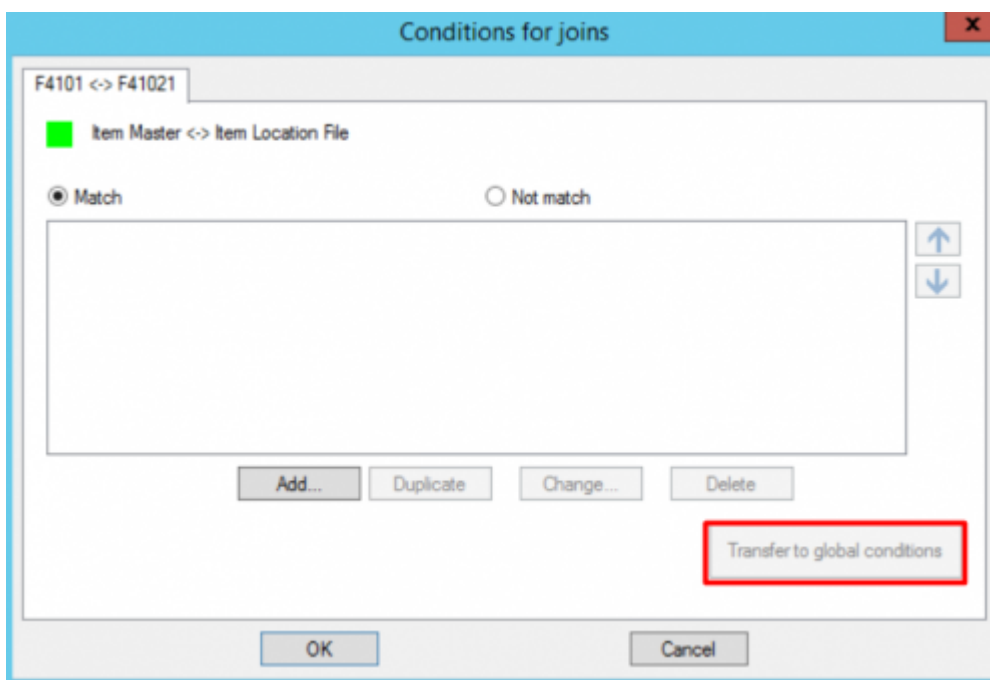 Conditions for joins
x
F4101 <-> F41021
Item Master <-> Item Location File
Match
Not match
Add...
Duplicate
Change...
Delete
Transfer to global conditions
OK
Cancel